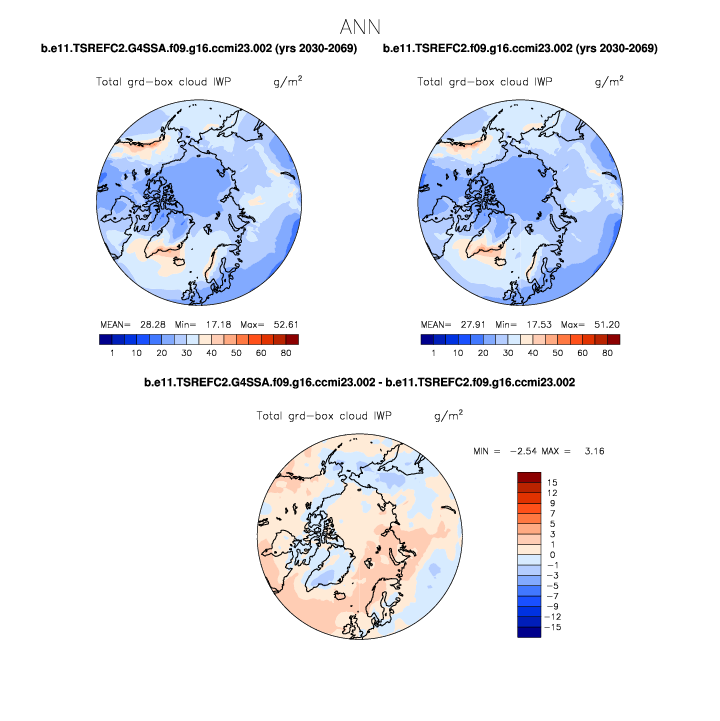 ANN
b.e11.TSREFC2.G4SSA.f09.g16.ccmi23.002 (yrs 2030-2069) b.e11.TSREFC2.f09.g16.ccmi23.002 (yrs 2030-2069)
Total grd-box cloud IWP g/m² Total grd-box cloud IWP g/m²
MEAN= 28.28 Min= 17.18 Max= 52.61 MEAN= 27.91 Min= 17.53 Max= 51.20
1 10 20 30 40 50 60 80 1 10 20 30 40 50 60 80
b.e11.TSREFC2.G4SSA.f09.g16.ccmi23.002 - b.e11.TSREFC2.f09.g16.ccmi23.002
Total grd-box cloud IWP g/m²
MIN = -2.54 MAX = 3.16
15
12
9
7
5
3
1
0
-1
-3
-5
-7
-9
-12
-15